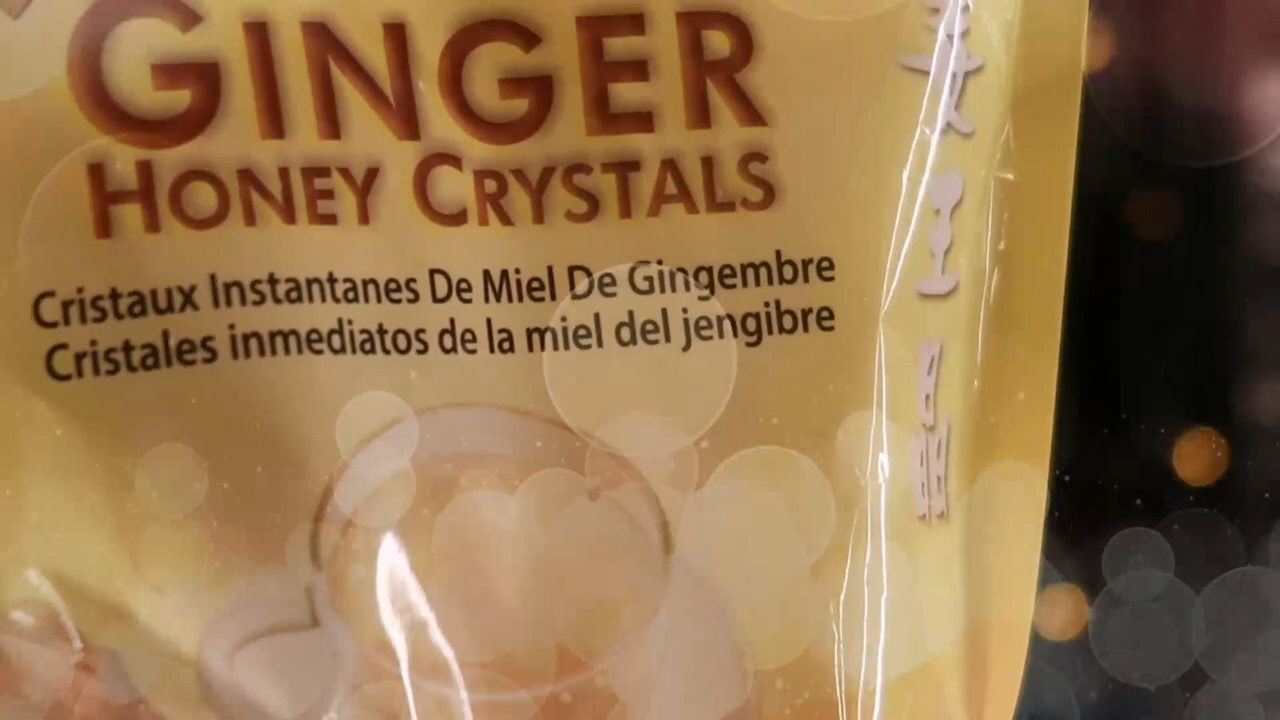 GINGER
HONEY CRYSTALS
Cristaux Instantanes De Miel De Gingembre
Cristales inmediatos de la miel del jengibre